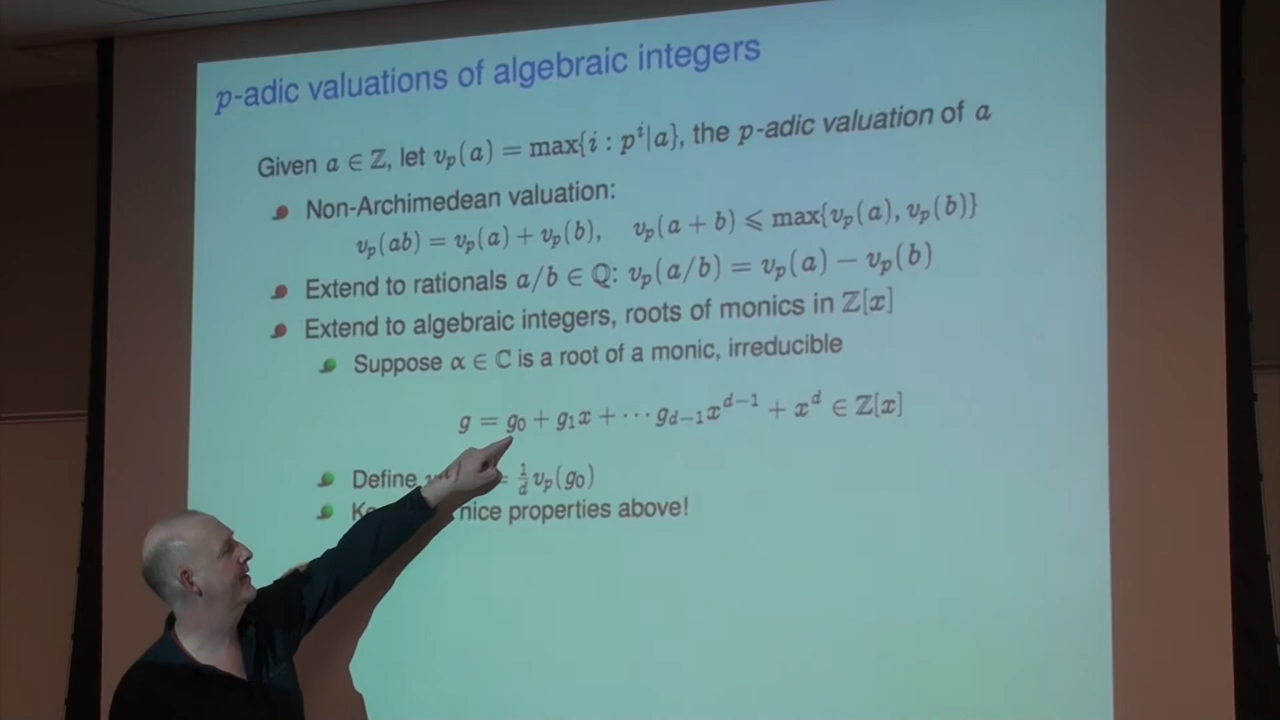 p-adic valuations of algebraic integers
Given a ∈ ℤ, let v_p(a) = max{i : p^i|a}, the p-adic valuation of a
Non-Archimedean valuation:
v_p(ab) = v_p(a) + v_p(b), v_p(a + b) ⩽ max{v_p(a), v_p(b)}
Extend to rationals a/b ∈ ℚ: v_p(a/b) = v_p(a) − v_p(b)
Extend to algebraic integers, roots of monics in ℤ[x]
Suppose α ∈ ℂ is a root of a monic, irreducible
g = g_0 + g_1x + ⋯ g_{d−1}x^{d−1} + x^d ∈ ℤ[x]
Define = 1/d v_p(g_0)
nice properties above!